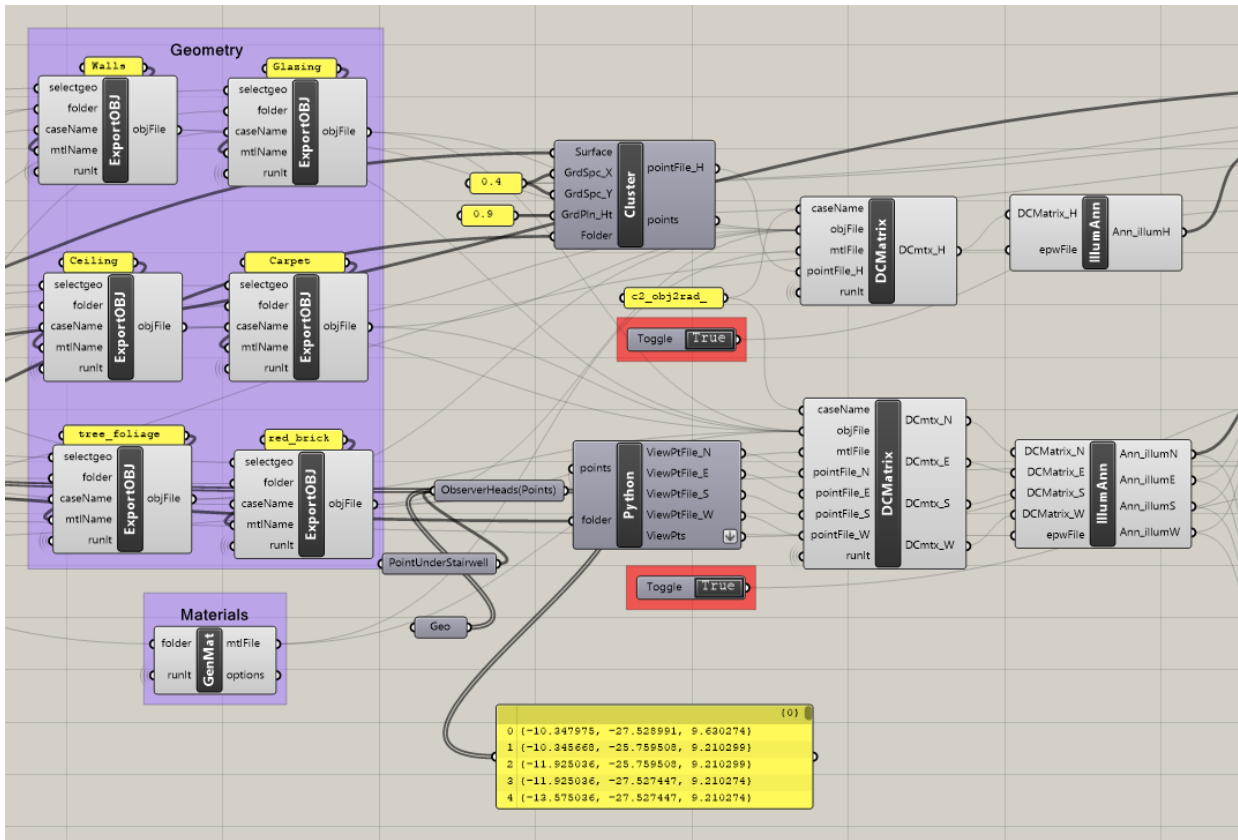 Geometry
Walls
selectgeo
folder
caseName
mtlName
runIt
ExportOBJ
objFile
Glazing
selectgeo
folder
caseName
mtlName
runIt
ExportOBJ
objFile
Ceiling
selectgeo
folder
caseName
mtlName
runIt
ExportOBJ
objFile
Carpet
selectgeo
folder
caseName
mtlName
runIt
ExportOBJ
objFile
tree_foliage
selectgeo
folder
caseName
mtlName
runIt
ExportOBJ
objFile
red_brick
selectgeo
folder
caseName
mtlName
runIt
ExportOBJ
objFile
Materials
folder
runIt
GenMat
mtlFile
options
0.4
0.9
Surface
GrdSpc_X
GrdSpc_Y
GrdPln_Ht
Folder
Cluster
pointFile_H
points
c2_obj2rad_
Toggle True
caseName
objFile
mtlFile
pointFile_H
runIt
DCMatrix
DCmtx_H
DCMatrix_H
epwFile
IllumAnn
Ann_illumH
ObserverHeads(Points)
PointUnderStairwell
Geo
points
folder
Python
ViewPtFile_N
ViewPtFile_E
ViewPtFile_S
ViewPtFile_W
ViewPts
Toggle True
caseName
objFile
mtlFile
pointFile_N
pointFile_E
pointFile_S
pointFile_W
runIt
DCMatrix
DCmtx_N
DCmtx_E
DCmtx_S
DCmtx_W
DCMatrix_N
DCMatrix_E
DCMatrix_S
DCMatrix_W
epwFile
IllumAnn
Ann_illumN
Ann_illumE
Ann_illumS
Ann_illumW
{0}
0 {-10.347975, -27.528991, 9.630274}
1 {-10.345668, -25.759508, 9.210299}
2 {-11.925036, -25.759508, 9.210299}
3 {-11.925036, -27.527447, 9.210274}
4 {-13.575036, -27.527447, 9.210274}